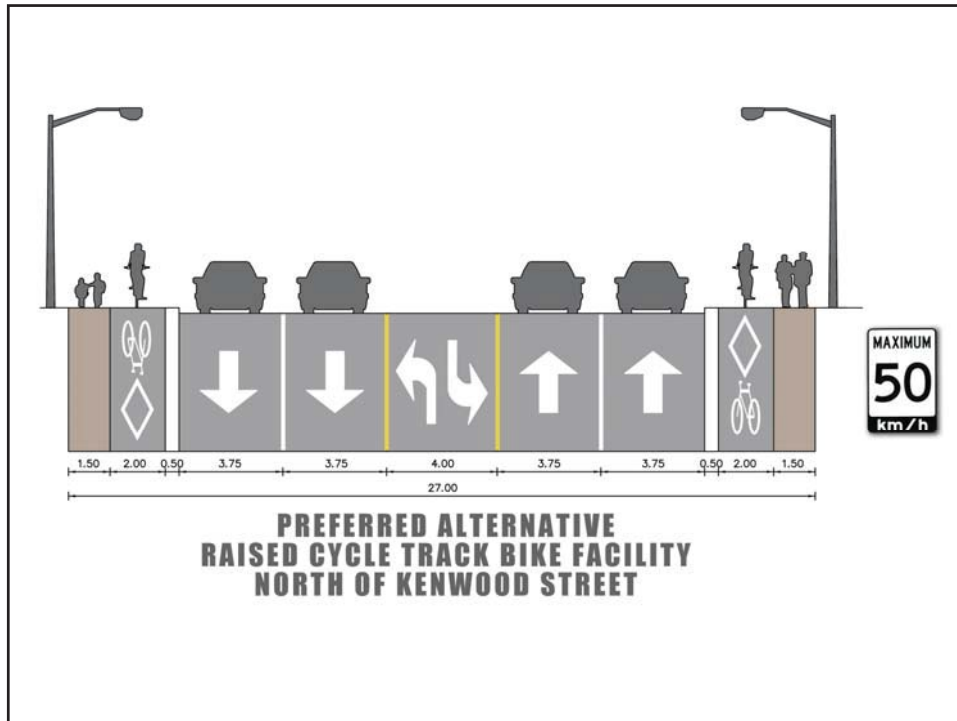 MAXIMUM
50
km/h
1.50 2.00 0.50 3.75 3.75 4.00 3.75 3.75 0.50 2.00 1.50
27.00
PREFERRED ALTERNATIVE
RAISED CYCLE TRACK BIKE FACILITY
NORTH OF KENWOOD STREET